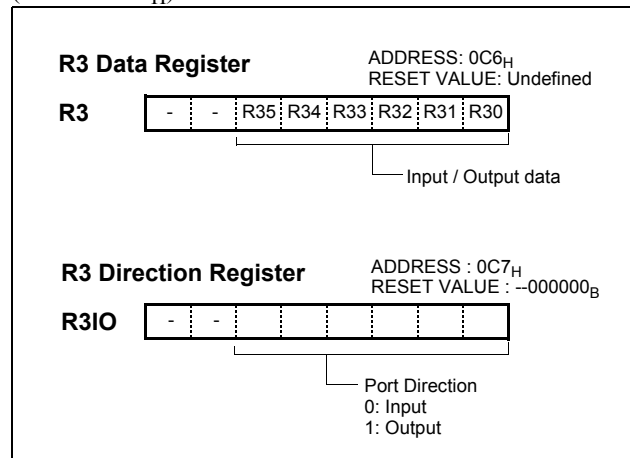 R3 Data Register
ADDRESS: 0C6H
RESET VALUE: Undefined
R3 - - R35 R34 R33 R32 R31 R30
Input / Output data
R3 Direction Register
ADDRESS : 0C7H
RESET VALUE : --000000B
R3IO - -
Port Direction
0: Input
1: Output